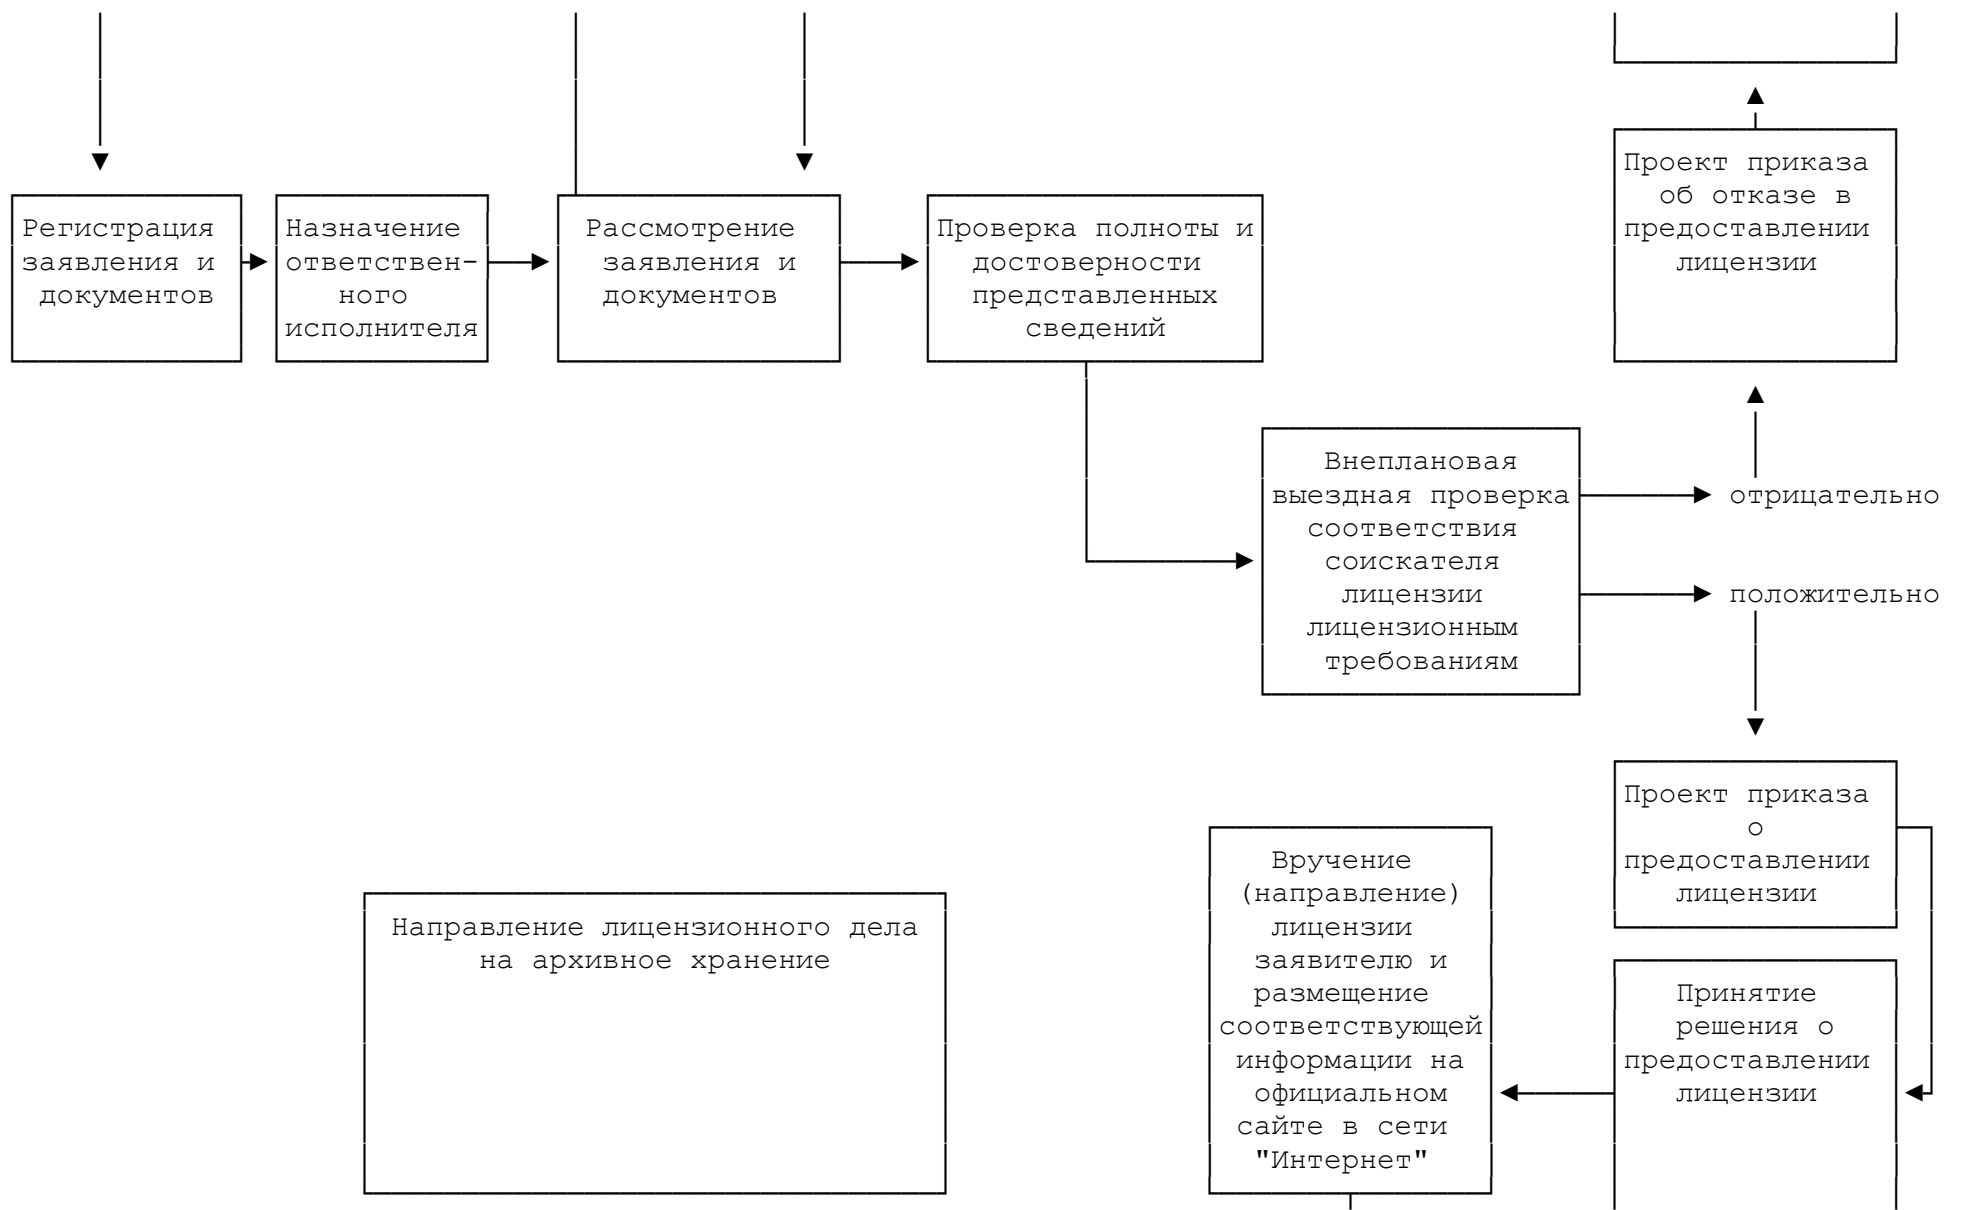 Проект приказа
об отказе в
предоставлении
лицензии
Регистрация
заявления и
документов
Назначение
ответствен-
ного
исполнителя
Рассмотрение
заявления и
документов
Проверка полноты и
достоверности
представленных
сведений
Внеплановая
выездная проверка
соответствия
соискателя
лицензии
лицензионным
требованиям
отрицательно
положительно
Проект приказа
о
предоставлении
лицензии
Принятие
решения о
предоставлении
лицензии
Вручение
(направление)
лицензии
заявителю и
размещение
соответствующей
информации на
официальном
сайте в сети
"Интернет"
Направление лицензионного дела
на архивное хранение